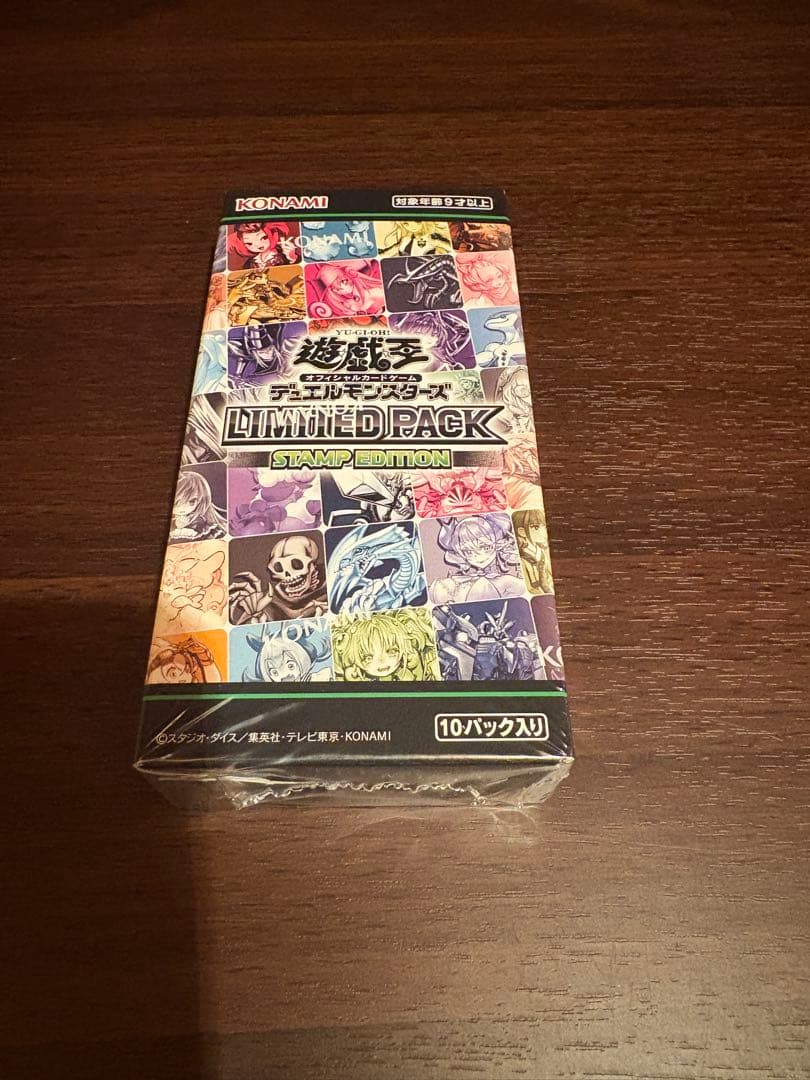 KONAMI
対象年齢9才以上
KONAMI
YU-GI-OH!
遊戯王
オフィシャルカードゲーム
デュエルモンスターズ
LIMITED PACK
STAMP EDITION
KONAMI
©スタジオ・ダイス/集英社・テレビ東京・KONAMI
10パック入り